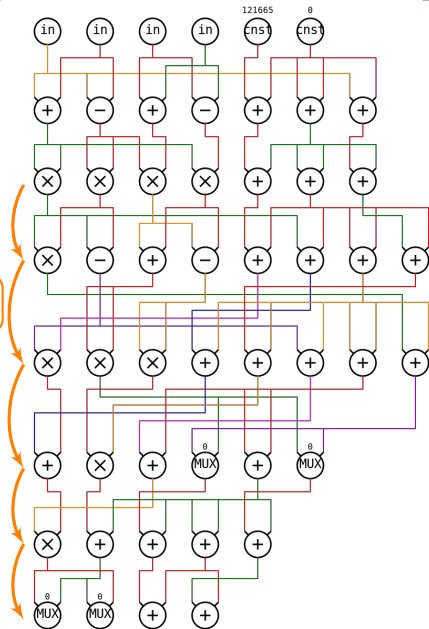 121665 0
in in in in cnst cnst
+ − + − + + +
× × × × + + +
× − + − + + + +
× × × + + + + +
0 0
+ × + MUX + MUX
× + + + +
0 0
MUX MUX + +